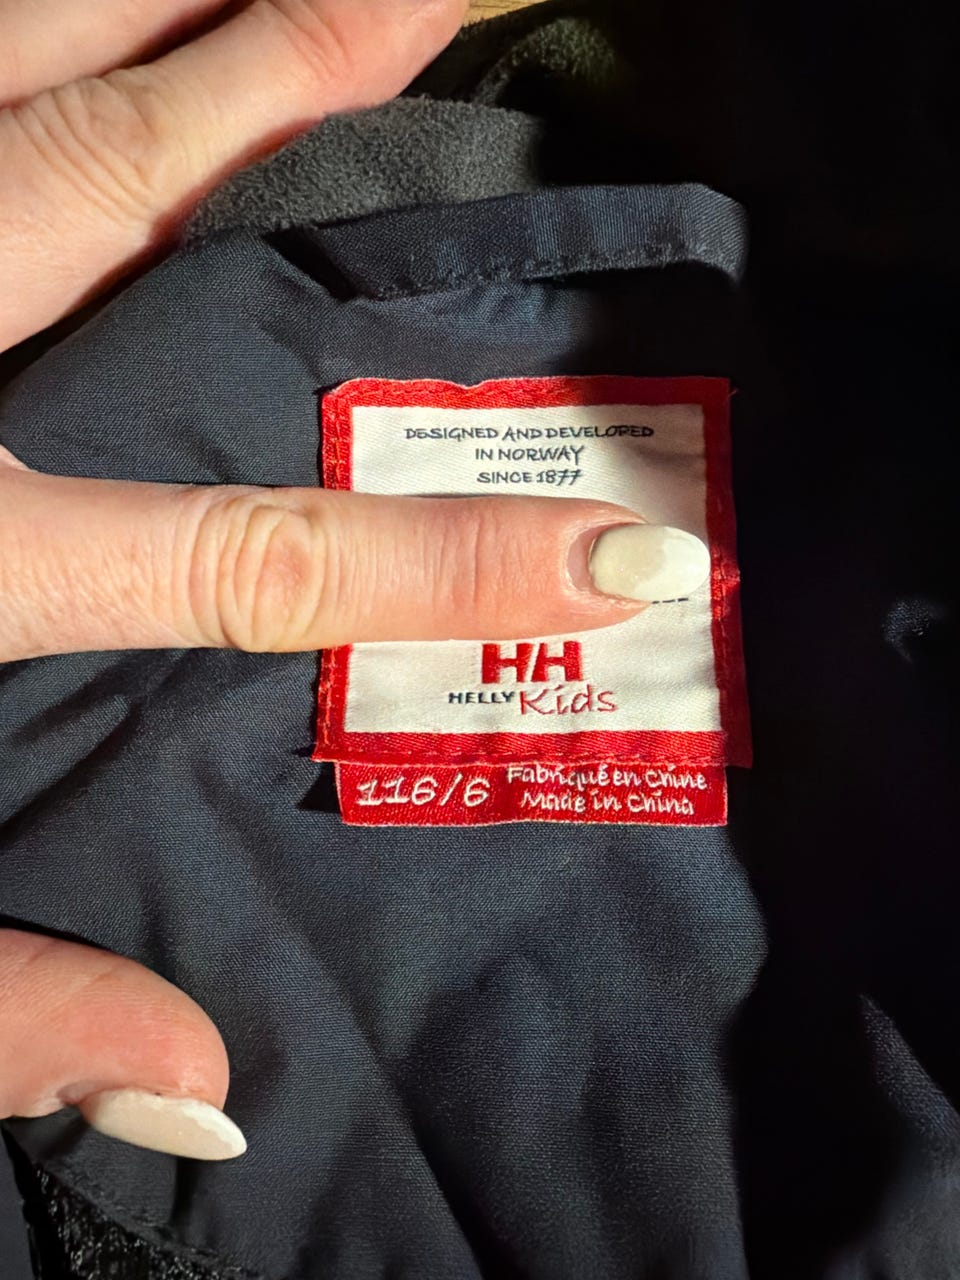 DESIGNED AND DEVELOPED
IN NORWAY
SINCE 1877
HH
HELLY Kids
116/6 Fabriqué en Chine
Made in China